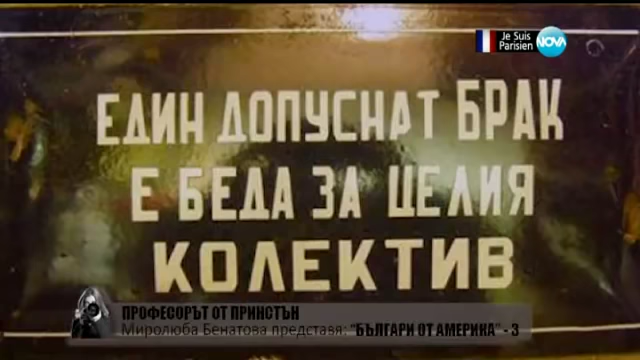 Je Suis
Parisien
NOVA
ЕДИН ДОПУСНАТ БРАК
Е БЕДА ЗА ЦЕЛИЯ
КОЛЕКТИВ
ПРОФЕСОРЪТ ОТ ПРИНСТЪН
Миролюба Бенатова представя: "БЪЛГАРИ ОТ АМЕРИКА" - 3